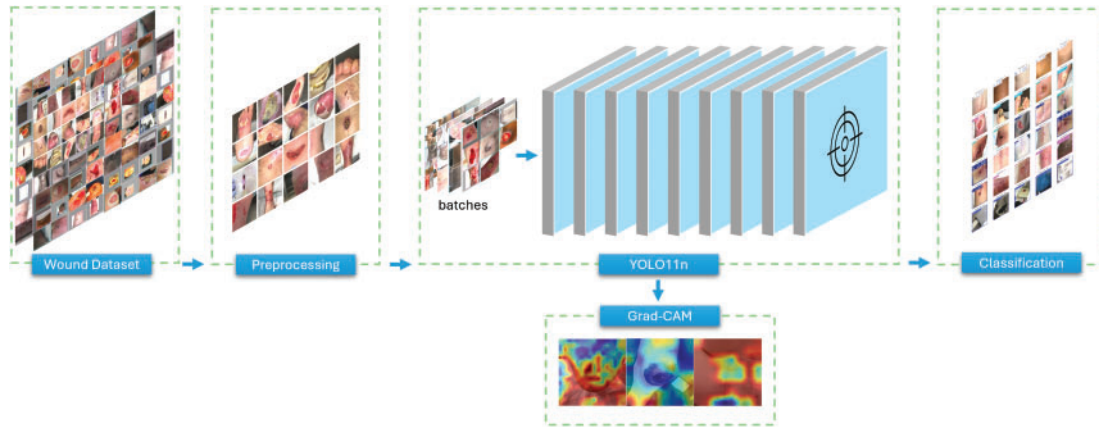 batches
Wound Dataset
Preprocessing
YOLO11n
Classification
Grad-CAM